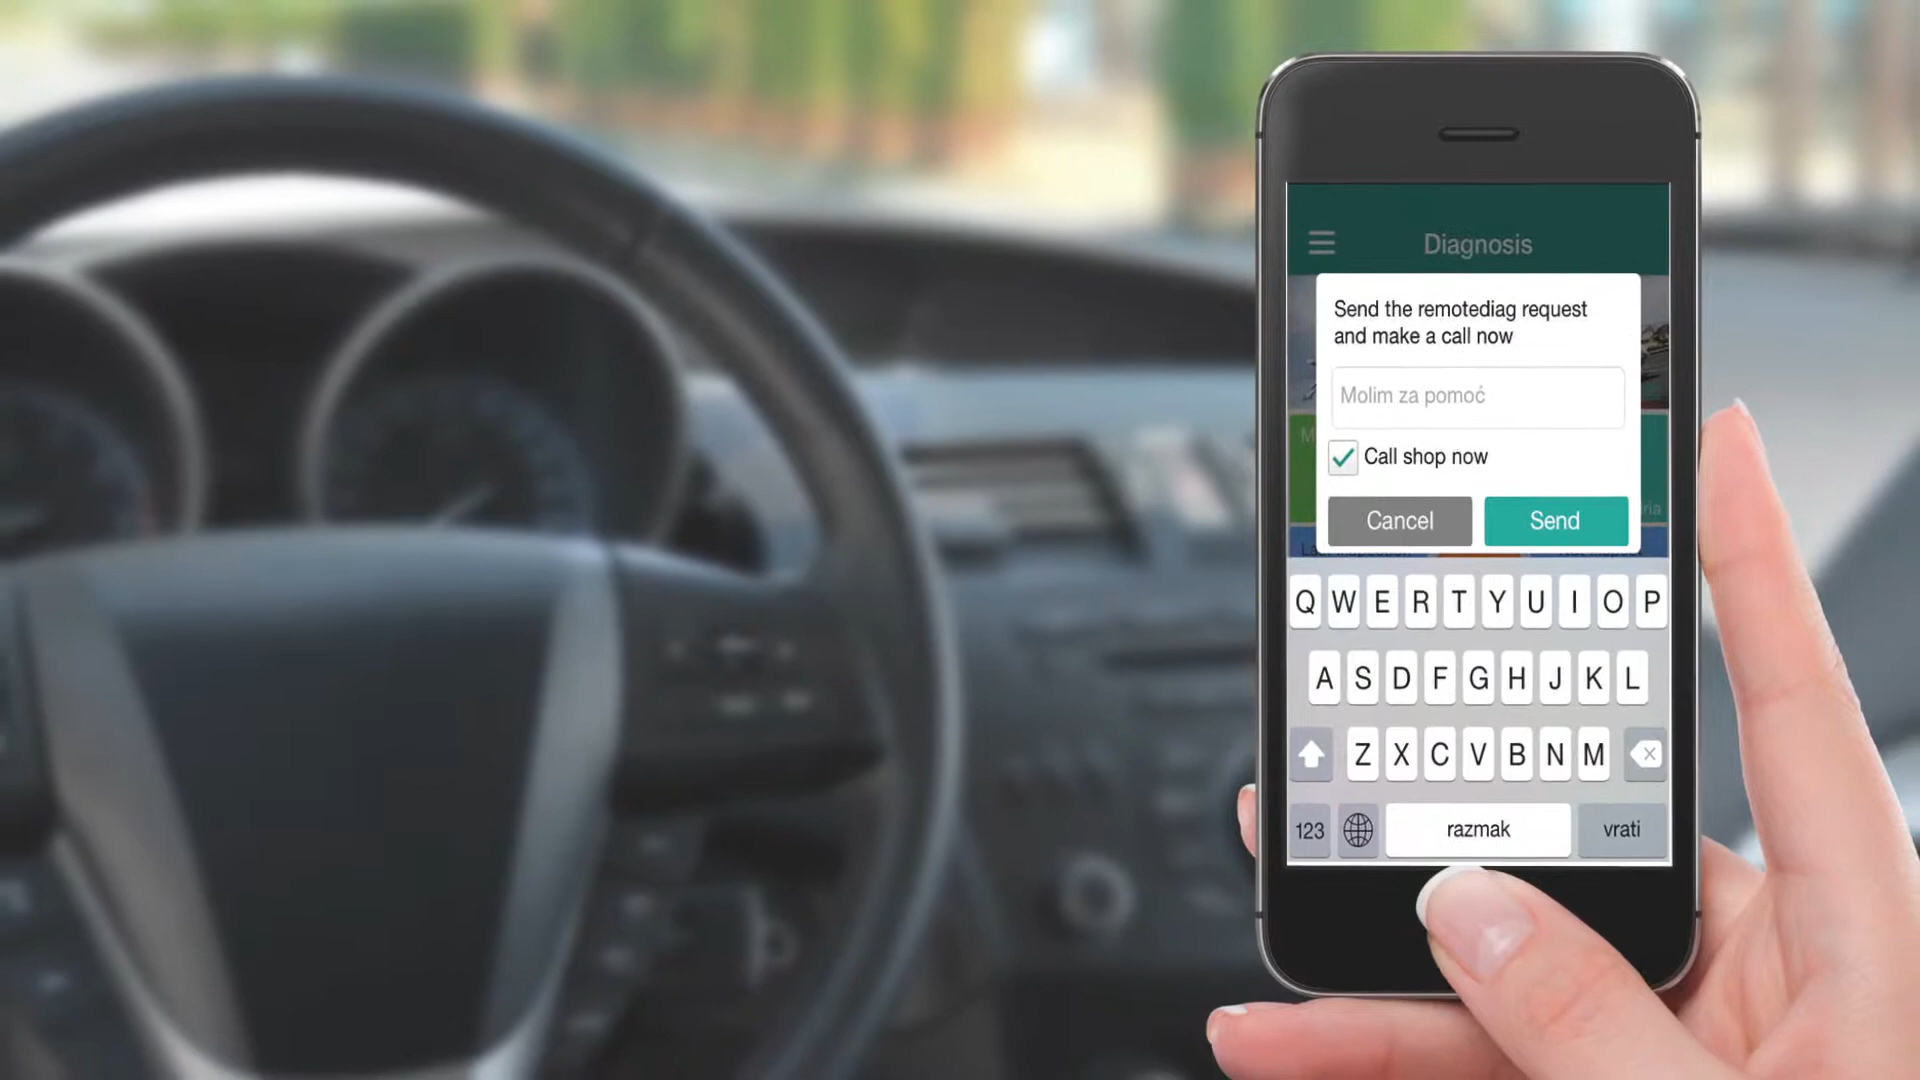 Diagnosis
Send the remotediag request
and make a call now
Molim za pomoć
Call shop now
Cancel
Send
Q W E R T Y U I O P
A S D F G H J K L
Z X C V B N M
123
razmak
vrati